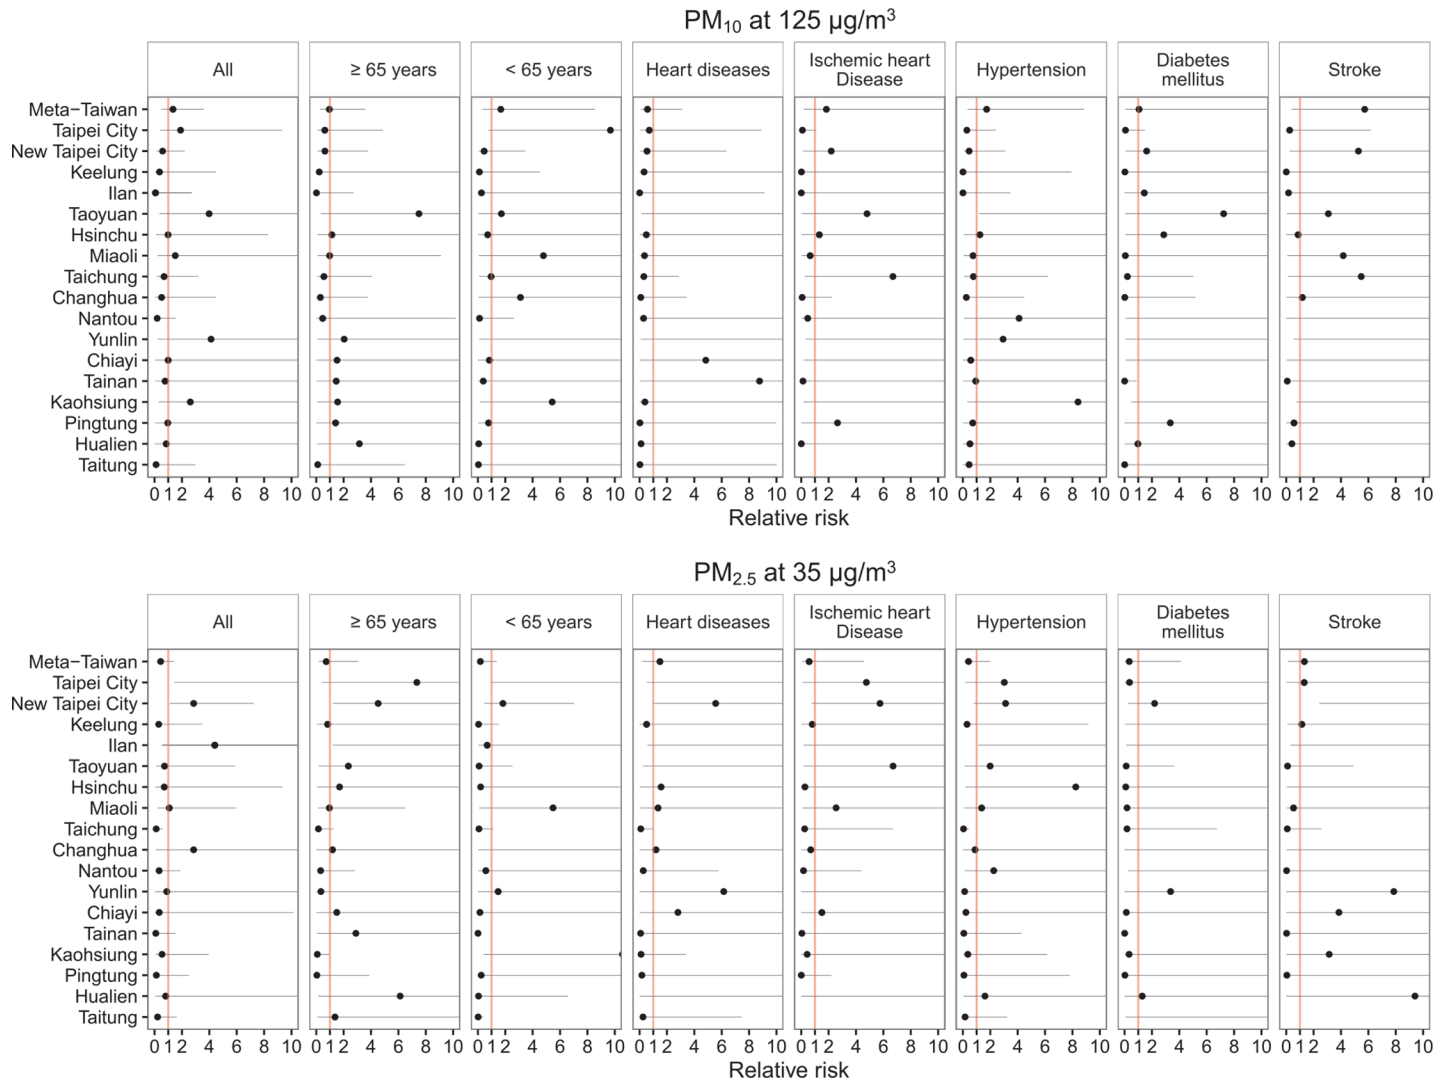 PM₁₀ at 125 µg/m³
All ≥ 65 years < 65 years Heart diseases Ischemic heart Disease Hypertension Diabetes mellitus Stroke
Meta−Taiwan
Taipei City
New Taipei City
Keelung
Ilan
Taoyuan
Hsinchu
Miaoli
Taichung
Changhua
Nantou
Yunlin
Chiayi
Tainan
Kaohsiung
Pingtung
Hualien
Taitung
0 1 2 4 6 8 10 0 1 2 4 6 8 10 0 1 2 4 6 8 10 0 1 2 4 6 8 10 0 1 2 4 6 8 10 0 1 2 4 6 8 10 0 1 2 4 6 8 10 0 1 2 4 6 8 10
Relative risk
PM₂.₅ at 35 µg/m³
All ≥ 65 years < 65 years Heart diseases Ischemic heart Disease Hypertension Diabetes mellitus Stroke
Meta−Taiwan
Taipei City
New Taipei City
Keelung
Ilan
Taoyuan
Hsinchu
Miaoli
Taichung
Changhua
Nantou
Yunlin
Chiayi
Tainan
Kaohsiung
Pingtung
Hualien
Taitung
0 1 2 4 6 8 10 0 1 2 4 6 8 10 0 1 2 4 6 8 10 0 1 2 4 6 8 10 0 1 2 4 6 8 10 0 1 2 4 6 8 10 0 1 2 4 6 8 10 0 1 2 4 6 8 10
Relative risk